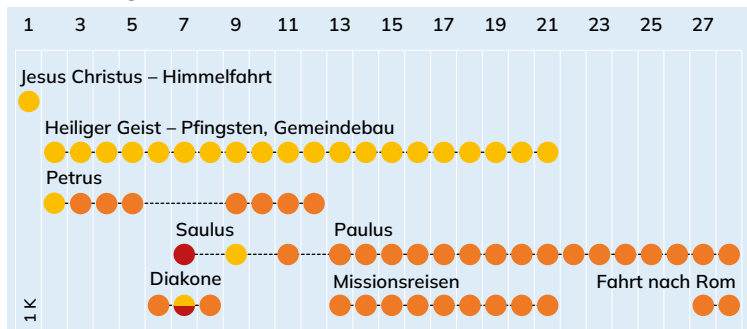 1 3 5 7 9 11 13 15 17 19 21 23 25 27
Jesus Christus – Himmelfahrt
Heiliger Geist – Pfingsten, Gemeindebau
Petrus
Saulus Paulus
Diakone Missionsreisen Fahrt nach Rom
1 K